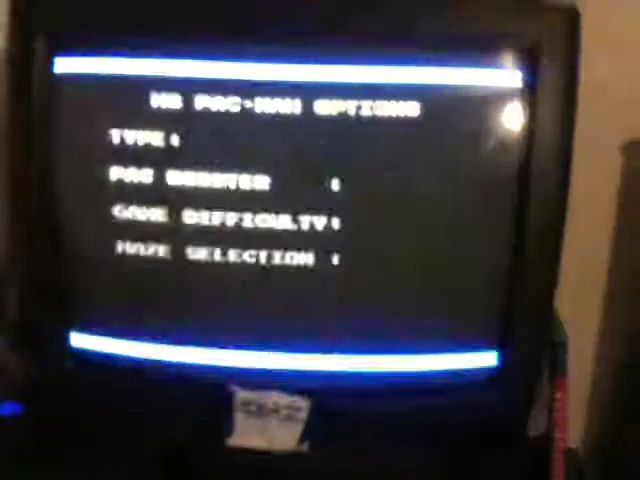 MS PAC-MAN OPTIONS
TYPE:
PAC BOOSTER :
GAME DIFFICULTY:
MAZE SELECTION :